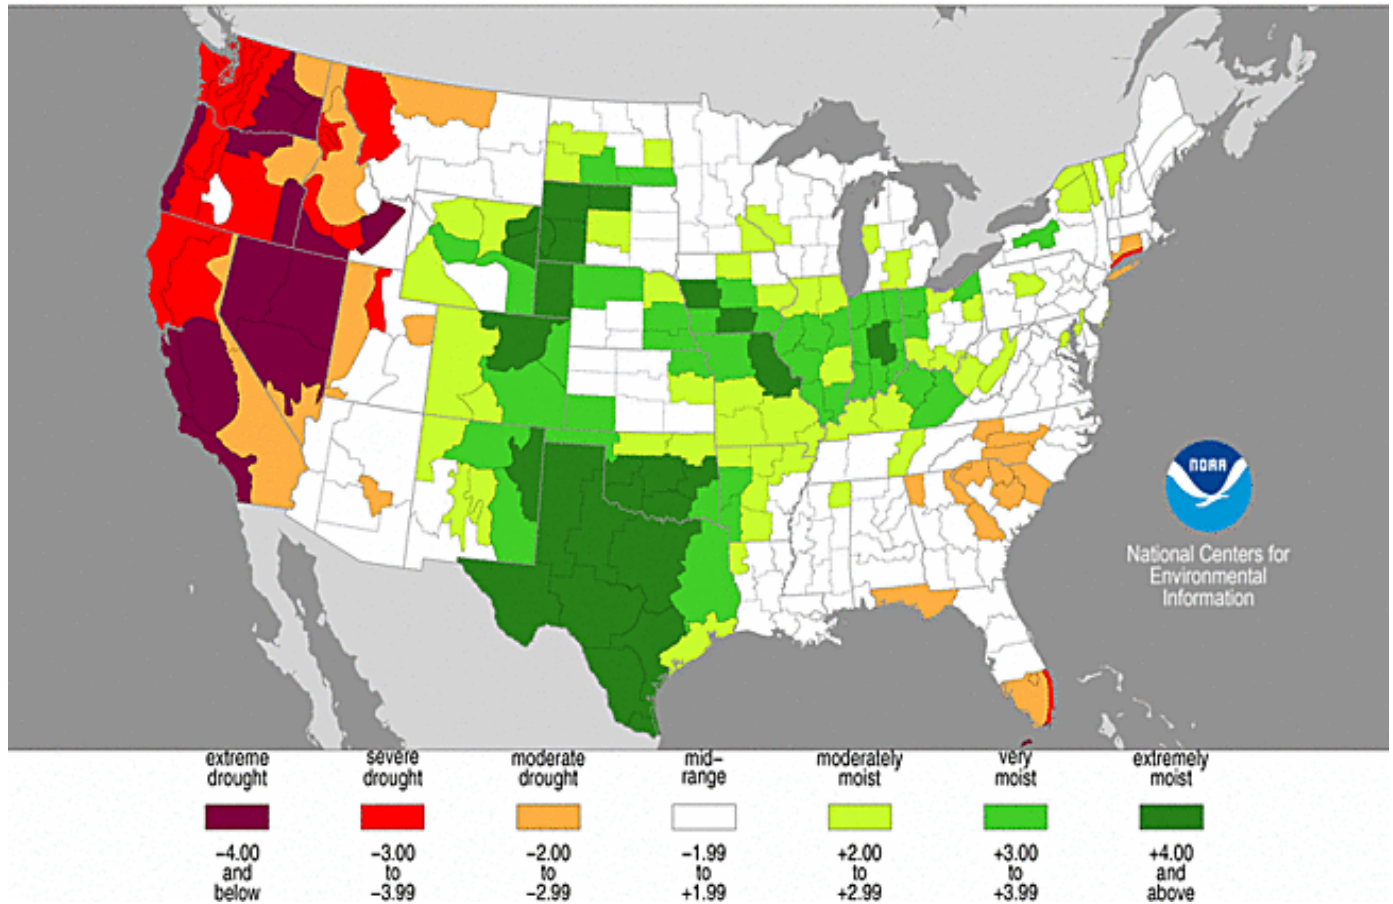 NOAA
National Centers for
Environmental
Information
extreme
drought
severe
drought
moderate
drought
mid-
range
moderately
moist
very
moist
extremely
moist
-4.00
and
below
-3.00
to
-3.99
-2.00
to
-2.99
-1.99
to
+1.99
+2.00
to
+2.99
+3.00
to
+3.99
+4.00
and
above